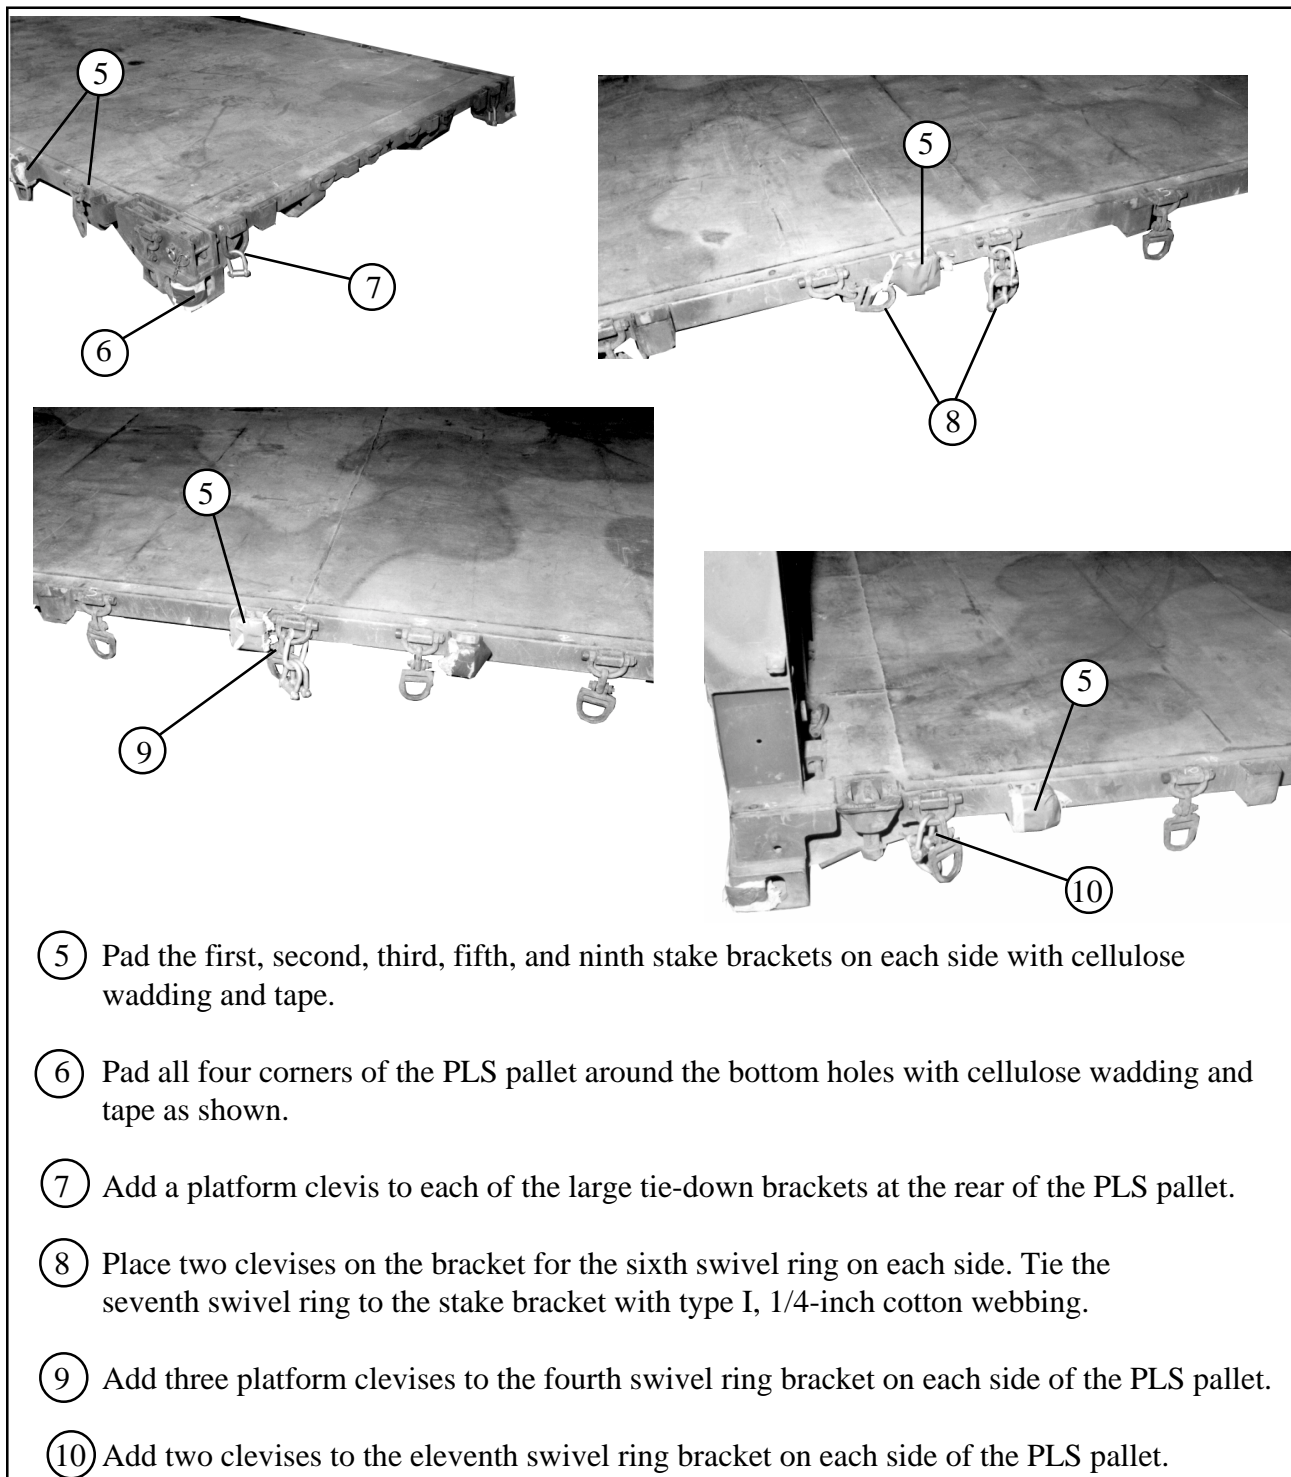 5
5
7
6
8
5
9
5
10
5 Pad the first, second, third, fifth, and ninth stake brackets on each side with cellulose
wadding and tape.
6 Pad all four corners of the PLS pallet around the bottom holes with cellulose wadding and
tape as shown.
7 Add a platform clevis to each of the large tie-down brackets at the rear of the PLS pallet.
8 Place two clevises on the bracket for the sixth swivel ring on each side. Tie the
seventh swivel ring to the stake bracket with type I, 1/4-inch cotton webbing.
9 Add three platform clevises to the fourth swivel ring bracket on each side of the PLS pallet.
10 Add two clevises to the eleventh swivel ring bracket on each side of the PLS pallet.